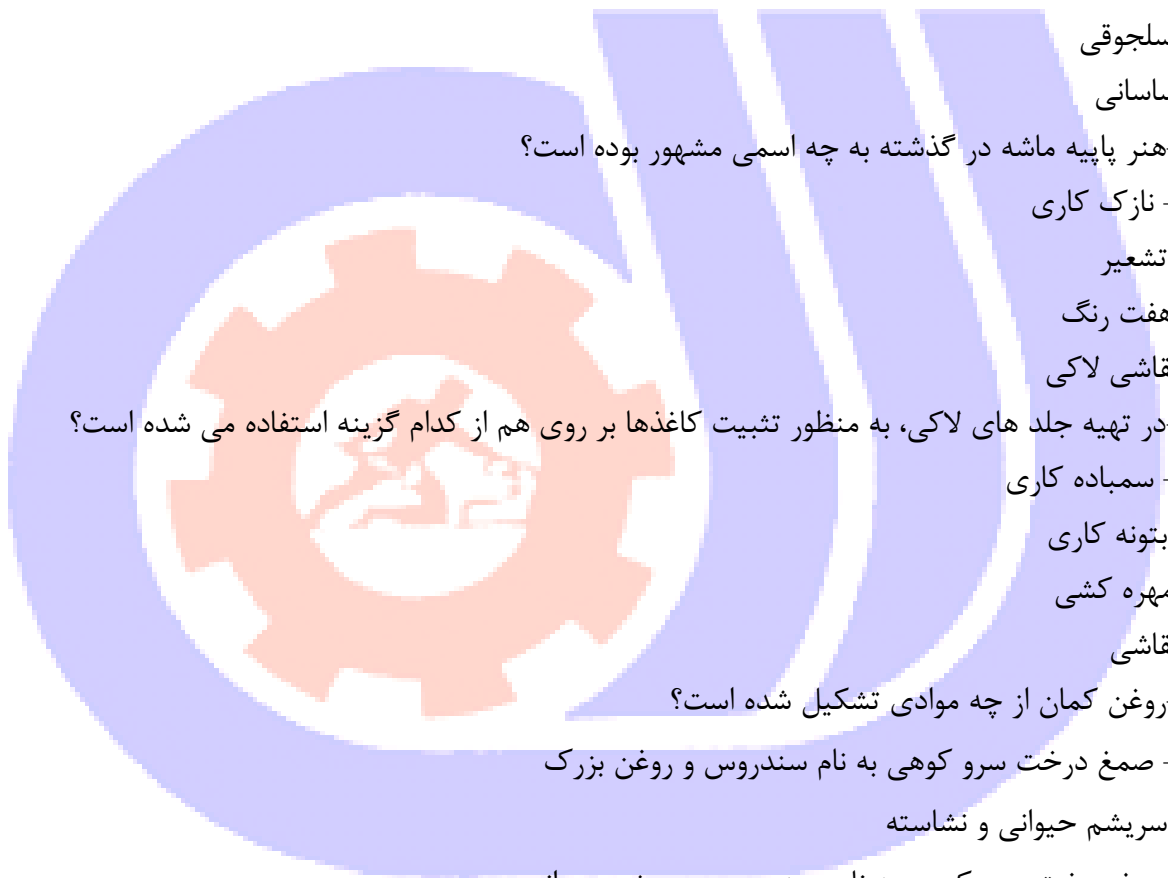 سلجوقی
ساسانی
-هنر پاپیه ماشه در گذشته به چه اسمی مشهور بوده است؟
- نازک کاری
تشعیر
هفت رنگ
نقاشی لاکی
-در تهیه جلد های لاکی، به منظور تثبیت کاغذها بر روی هم از کدام گزینه استفاده می شده است؟
- سمباده کاری
بتونه کاری
مهره کشی
نقاشی
-روغن کمان از چه موادی تشکیل شده است؟
- صمغ درخت سرو کوهی به نام سندروس و روغن بزرک
سریشم حیوانی و نشاسته